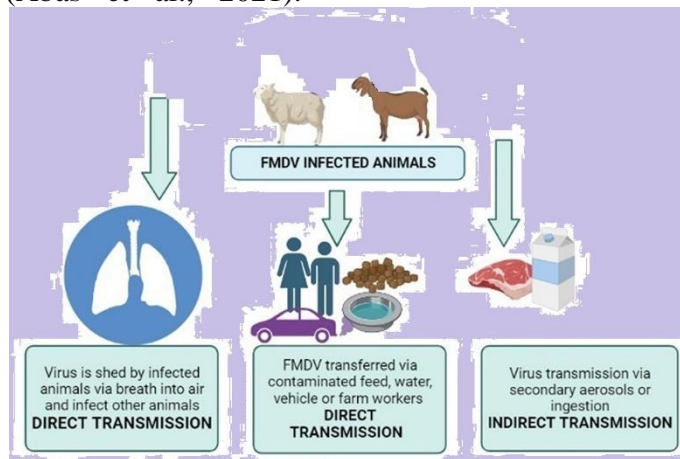 FMDV INFECTED ANIMALS
Virus is shed by infected
animals via breath into air
and infect other animals
DIRECT TRANSMISSION
FMDV transferred via
contaminated feed, water,
vehicle or farm workers
DIRECT
TRANSMISSION
Virus transmission via
secondary aerosols or
ingestion
INDIRECT TRANSMISSION